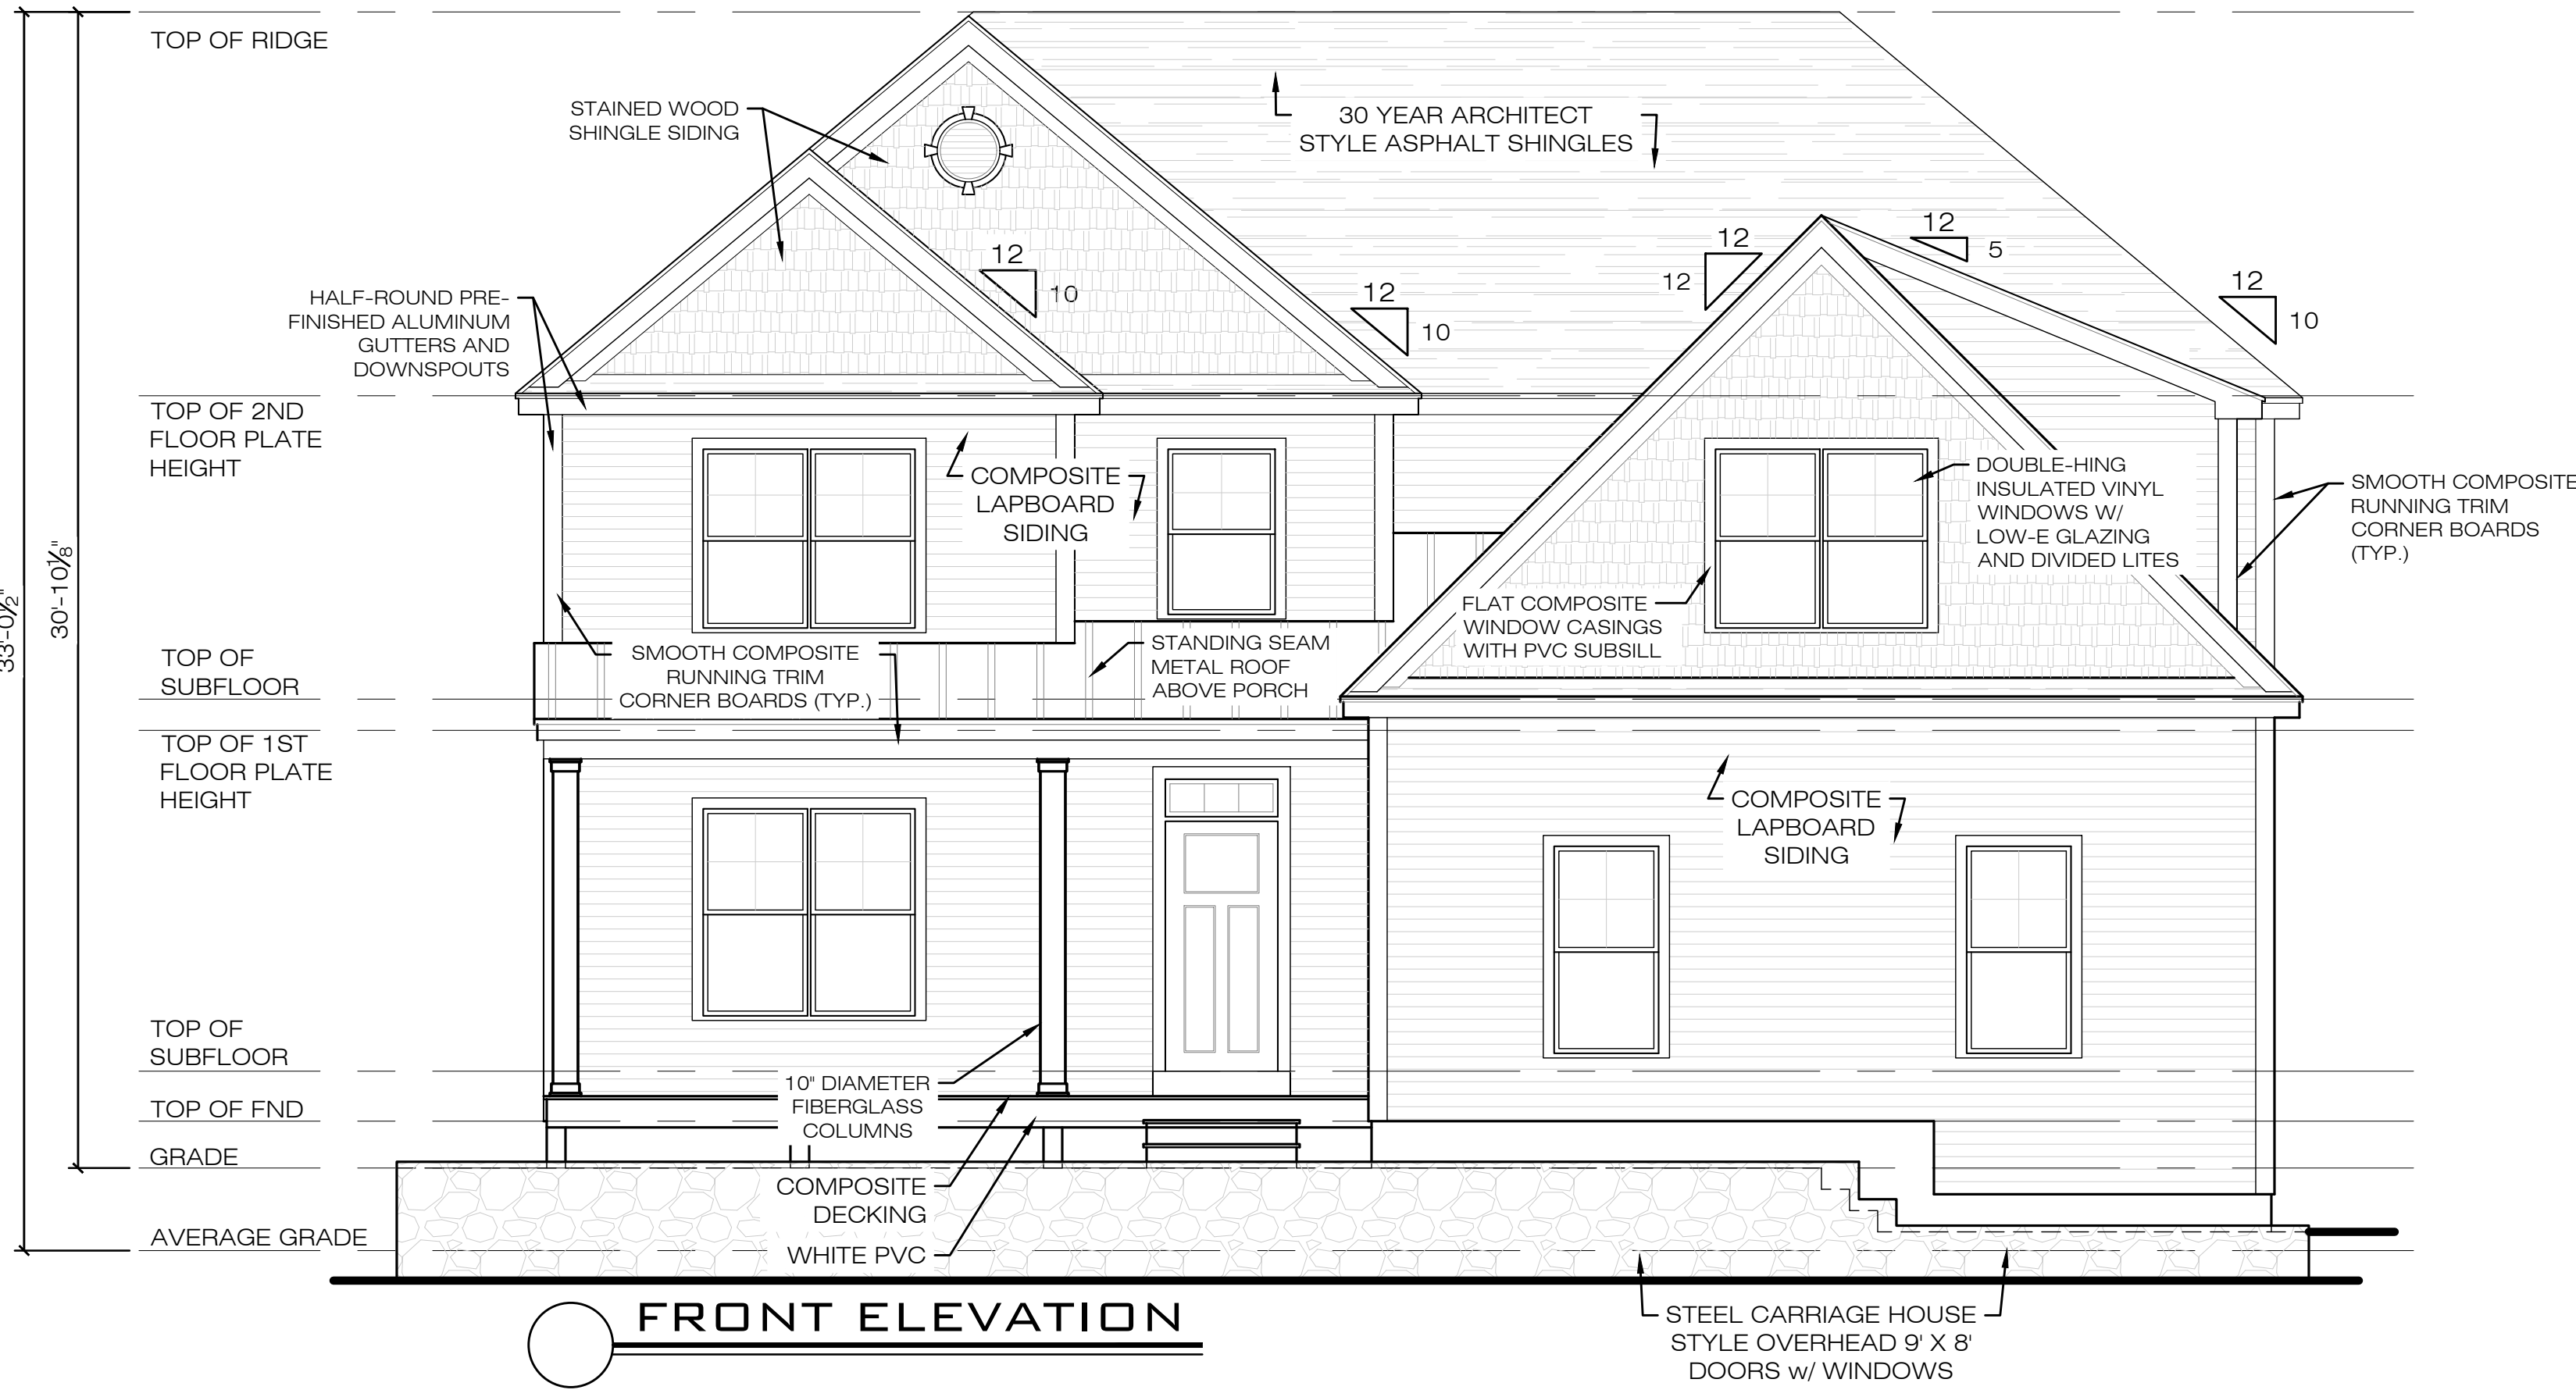 TOP OF RIDGE
STAINED WOOD
SHINGLE SIDING
30 YEAR ARCHITECT
STYLE ASPHALT SHINGLES
12
10
12
10
12
12
12
5
12
10
HALF-ROUND PRE-
FINISHED ALUMINUM
GUTTERS AND
DOWNSPOUTS
TOP OF 2ND
FLOOR PLATE
HEIGHT
COMPOSITE
LAPBOARD
SIDING
DOUBLE-HING
INSULATED VINYL
WINDOWS W/
LOW-E GLAZING
AND DIVIDED LITES
SMOOTH COMPOSITE
RUNNING TRIM
CORNER BOARDS
(TYP.)
33'-0½"
30'-10⅛"
FLAT COMPOSITE
WINDOW CASINGS
WITH PVC SUBSILL
TOP OF
SUBFLOOR
SMOOTH COMPOSITE
RUNNING TRIM
CORNER BOARDS (TYP.)
STANDING SEAM
METAL ROOF
ABOVE PORCH
TOP OF 1ST
FLOOR PLATE
HEIGHT
COMPOSITE
LAPBOARD
SIDING
TOP OF
SUBFLOOR
10" DIAMETER
FIBERGLASS
COLUMNS
TOP OF FND
GRADE
COMPOSITE
DECKING
WHITE PVC
AVERAGE GRADE
FRONT ELEVATION
STEEL CARRIAGE HOUSE
STYLE OVERHEAD 9' X 8'
DOORS w/ WINDOWS